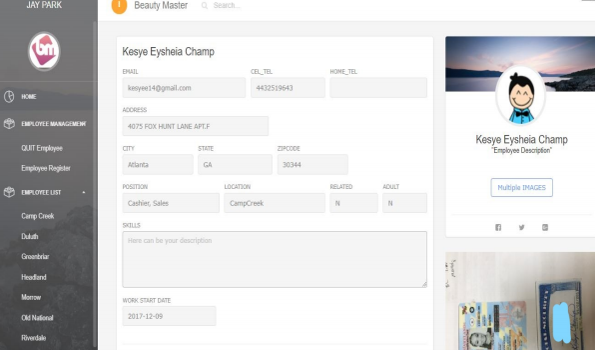 JAY PARK
Beauty Master
Search...
bm
HOME
EMPLOYEE MANAGEMENT
QUIT Employee
Employee Register
EMPLOYEE LIST
Camp Creek
Duluth
Greenbriar
Headland
Morrow
Old National
Riverdale
Kesye Eysheia Champ
EMAIL CEL_TEL HOME_TEL
kesyee14@gmail.com 4432519643
ADDRESS
4075 FOX HUNT LANE APT.F
CITY STATE ZIPCODE
Atlanta GA 30344
POSITION LOCATION RELATED ADULT
Cashier, Sales CampCreek N N
SKILLS
Here can be your description
WORK START DATE
2017-12-09
Kesye Eysheia Champ
"Employee Description"
Multiple IMAGES